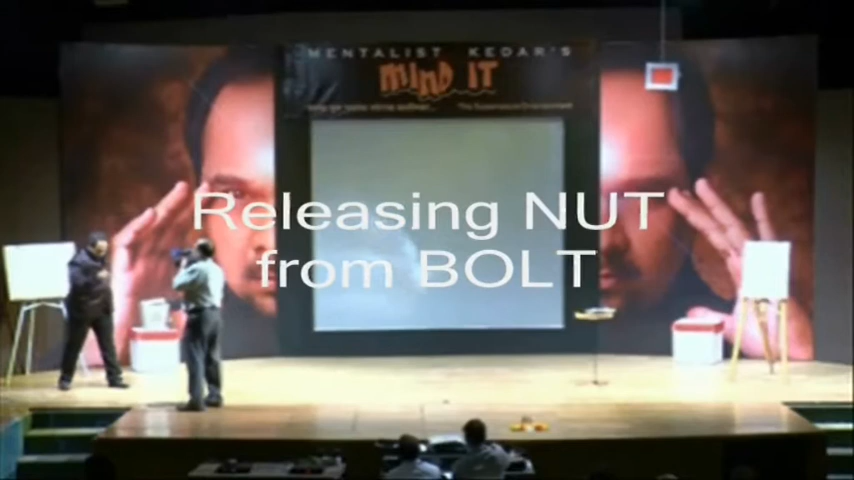 MENTALIST KEDAR'S
MIND IT
Releasing NUT
from BOLT